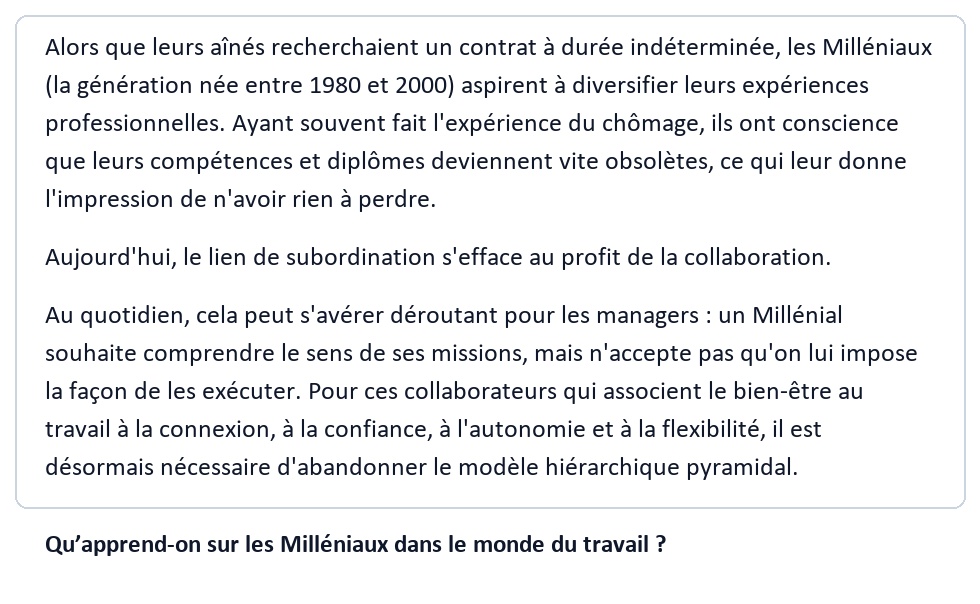 Alors que leurs aînés recherchaient un contrat à durée indéterminée, les Milléniaux
(la génération née entre 1980 et 2000) aspirent à diversifier leurs expériences
professionnelles. Ayant souvent fait l'expérience du chômage, ils ont conscience
que leurs compétences et diplômes deviennent vite obsolètes, ce qui leur donne
l'impression de n'avoir rien à perdre.
Aujourd'hui, le lien de subordination s'efface au profit de la collaboration.
Au quotidien, cela peut s'avérer déroutant pour les managers : un Millénial
souhaite comprendre le sens de ses missions, mais n'accepte pas qu'on lui impose
la façon de les exécuter. Pour ces collaborateurs qui associent le bien-être au
travail à la connexion, à la confiance, à l'autonomie et à la flexibilité, il est
désormais nécessaire d'abandonner le modèle hiérarchique pyramidal.
Qu’apprend-on sur les Milléniaux dans le monde du travail ?